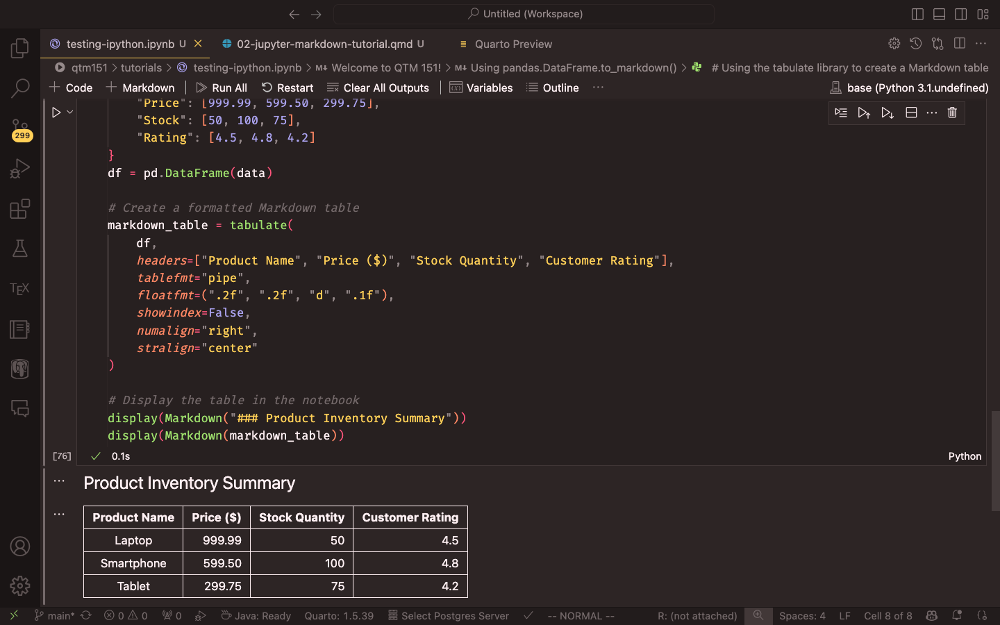 Untitled (Workspace)
testing-ipython.ipynb U
02-jupyter-markdown-tutorial.qmd U
Quarto Preview
qtm151 > tutorials > testing-ipython.ipynb > M↓ Welcome to QTM 151! > M↓ Using pandas.DataFrame.to_markdown() > # Using the tabulate library to create a Markdown table
+ Code + Markdown | Run All Restart Clear All Outputs | Variables Outline ...
base (Python 3.1.undefined)
299
TEX
"Price": [999.99, 599.50, 299.75],
"Stock": [50, 100, 75],
"Rating": [4.5, 4.8, 4.2]
}
df = pd.DataFrame(data)
# Create a formatted Markdown table
markdown_table = tabulate(
df,
headers=["Product Name", "Price ($)", "Stock Quantity", "Customer Rating"],
tablefmt="pipe",
floatfmt=(".2f", ".2f", "d", ".1f"),
showindex=False,
numalign="right",
stralign="center"
)
# Display the table in the notebook
display(Markdown("### Product Inventory Summary"))
display(Markdown(markdown_table))
[76] 0.1s Python
Product Inventory Summary
Product Name Price ($) Stock Quantity Customer Rating
Laptop 999.99 50 4.5
Smartphone 599.50 100 4.8
Tablet 299.75 75 4.2
main* 0 0 0 Java: Ready Quarto: 1.5.39 Select Postgres Server -- NORMAL -- R: (not attached) Spaces: 4 LF Cell 8 of 8